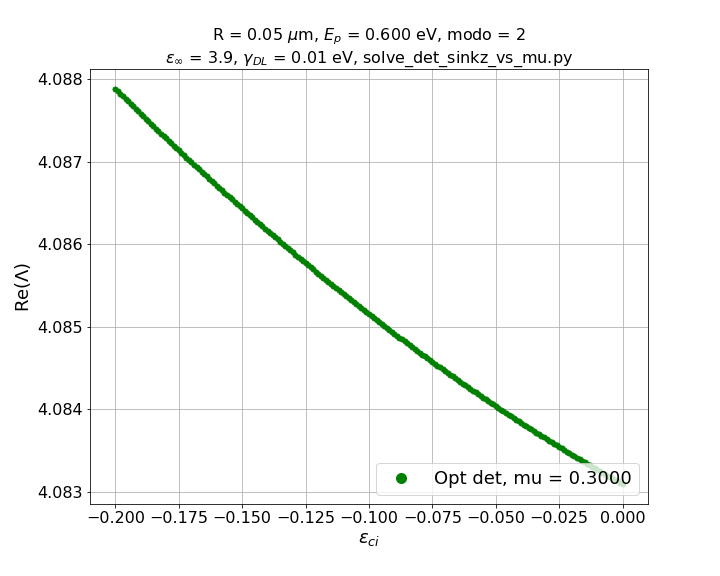 R = 0.05 μm, E_p = 0.600 eV, modo = 2
ε_∞ = 3.9, γ_DL = 0.01 eV, solve_det_sinkz_vs_mu.py
4.088
4.087
4.086
4.085
4.084
4.083
Re(Λ)
Opt det, mu = 0.3000
−0.200 −0.175 −0.150 −0.125 −0.100 −0.075 −0.050 −0.025 0.000
ε_ci